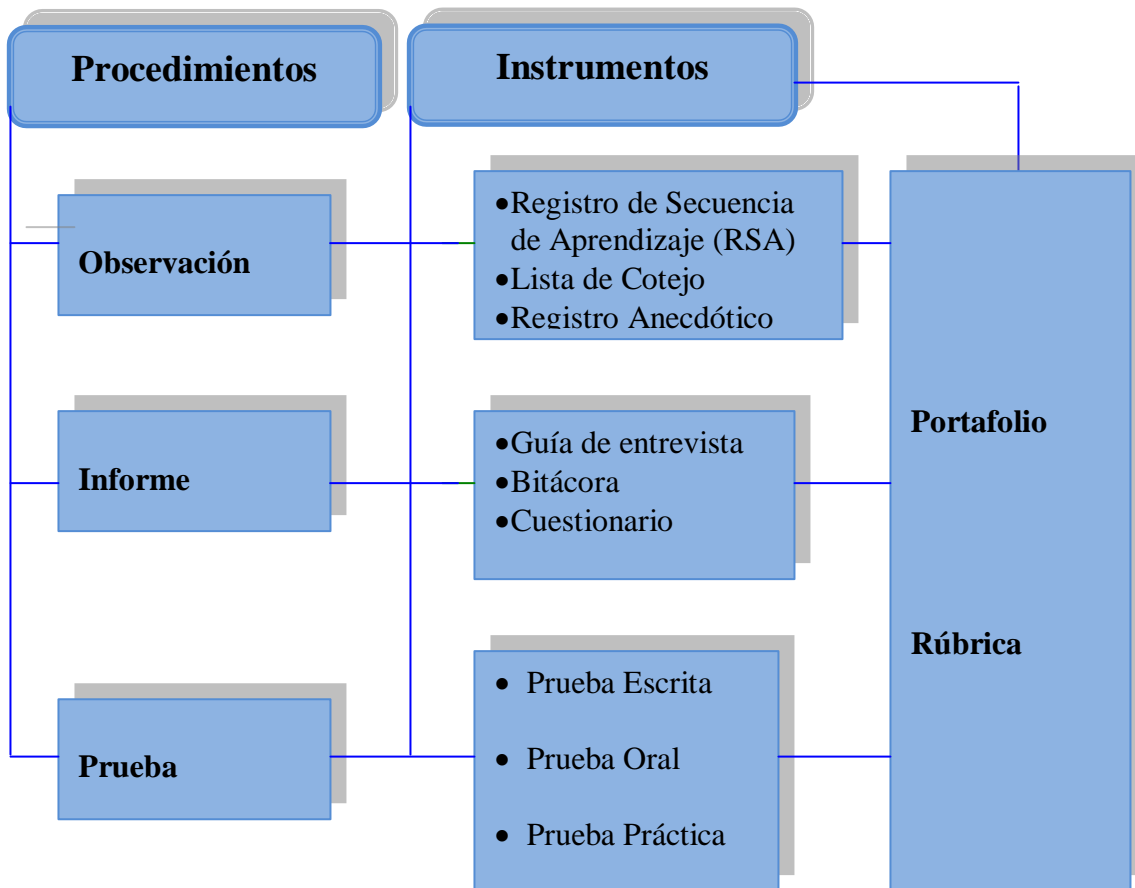 Procedimientos
Instrumentos
Observación
•Registro de Secuencia
de Aprendizaje (RSA)
•Lista de Cotejo
•Registro Anecdótico
Informe
•Guía de entrevista
•Bitácora
•Cuestionario
Prueba
• Prueba Escrita
• Prueba Oral
• Prueba Práctica
Portafolio
Rúbrica